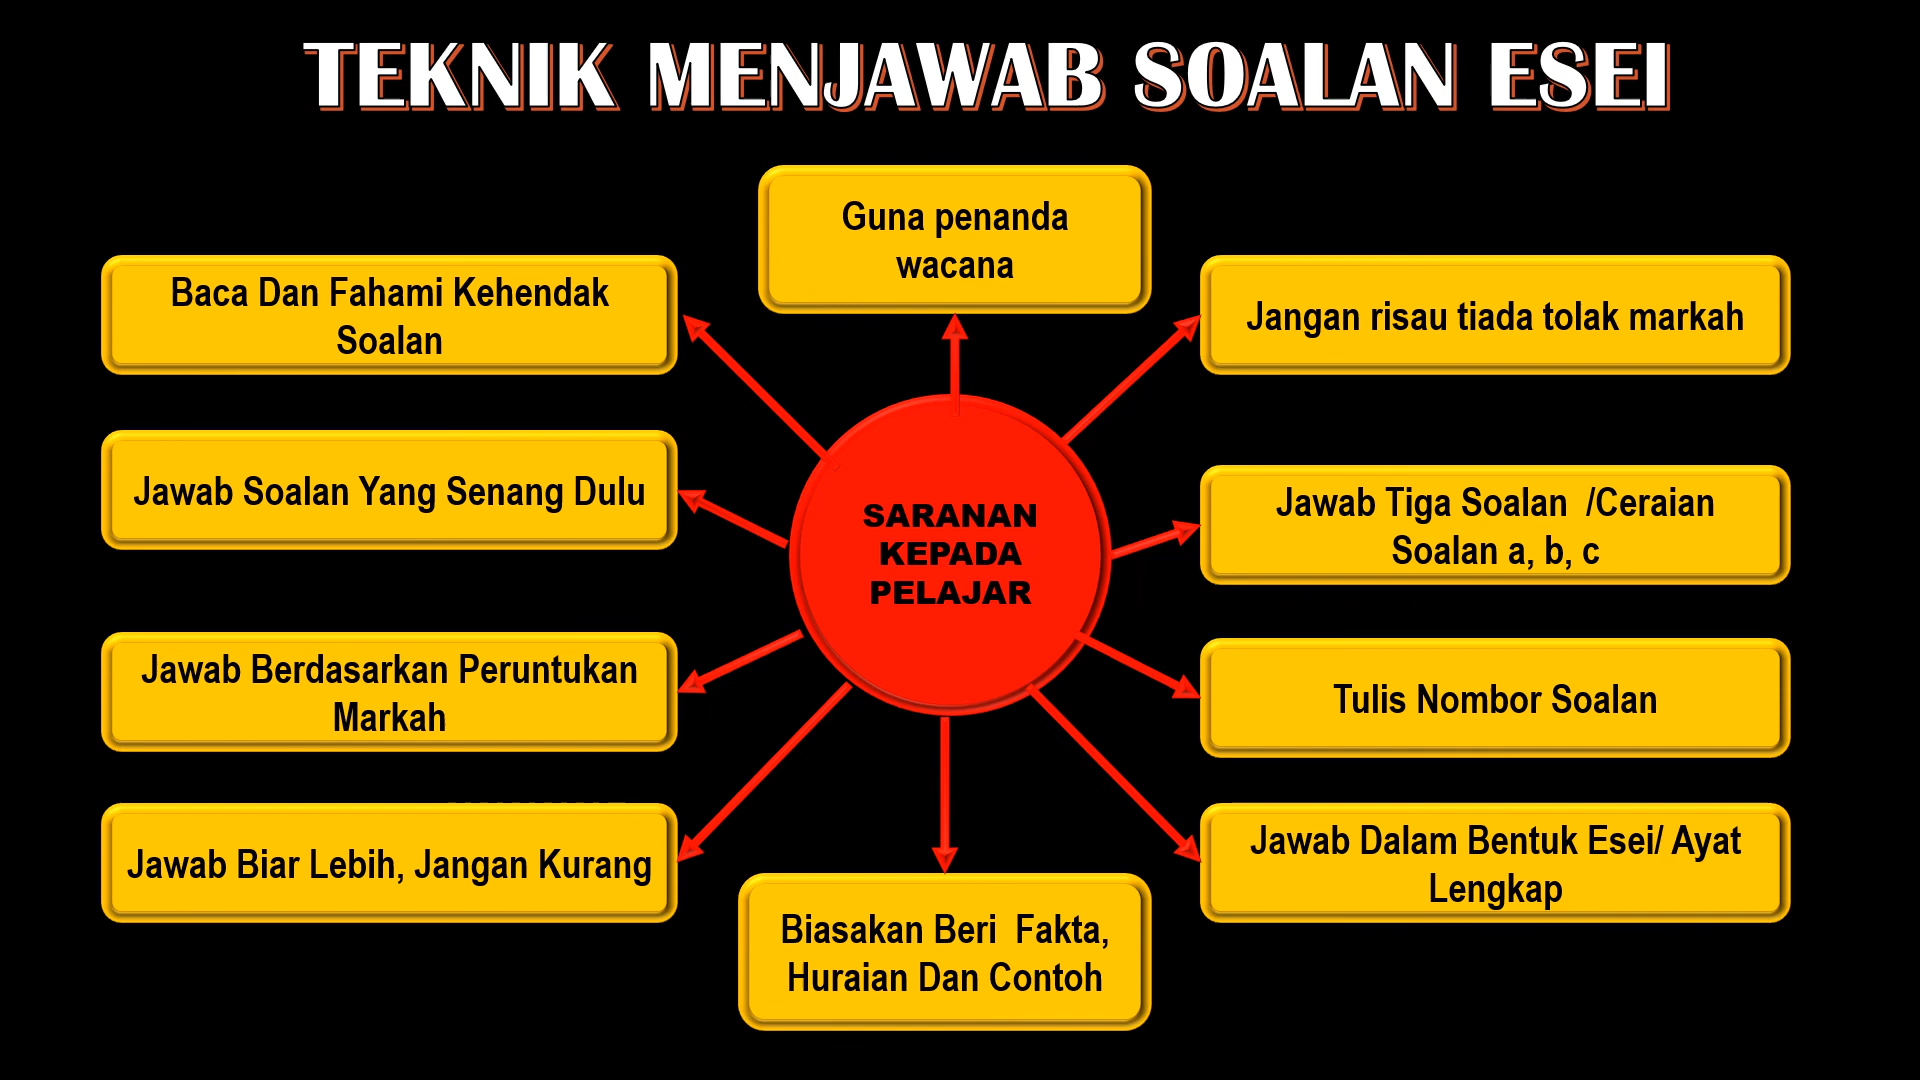 TEKNIK MENJAWAB SOALAN ESEI
Guna penanda
wacana
Baca Dan Fahami Kehendak
Soalan
Jangan risau tiada tolak markah
Jawab Soalan Yang Senang Dulu
SARANAN
KEPADA
PELAJAR
Jawab Tiga Soalan  /Ceraian
Soalan a, b, c
Jawab Berdasarkan Peruntukan
Markah
Tulis Nombor Soalan
Jawab Biar Lebih, Jangan Kurang
Jawab Dalam Bentuk Esei/ Ayat
Lengkap
Biasakan Beri  Fakta,
Huraian Dan Contoh